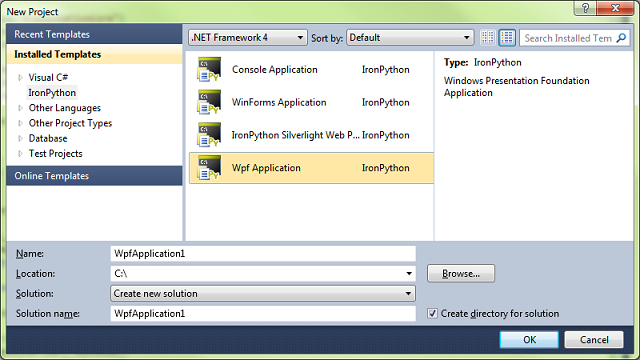 New Project
Recent Templates
.NET Framework 4 Sort by: Default Search Installed Tem
Installed Templates
Visual C#
IronPython
Other Languages
Other Project Types
Database
Test Projects
Online Templates
Console Application IronPython
WinForms Application IronPython
IronPython Silverlight Web P... IronPython
Wpf Application IronPython
Type: IronPython
Windows Presentation Foundation
Application
Name: WpfApplication1
Location: C:\ Browse...
Solution: Create new solution
Solution name: WpfApplication1 Create directory for solution
OK Cancel